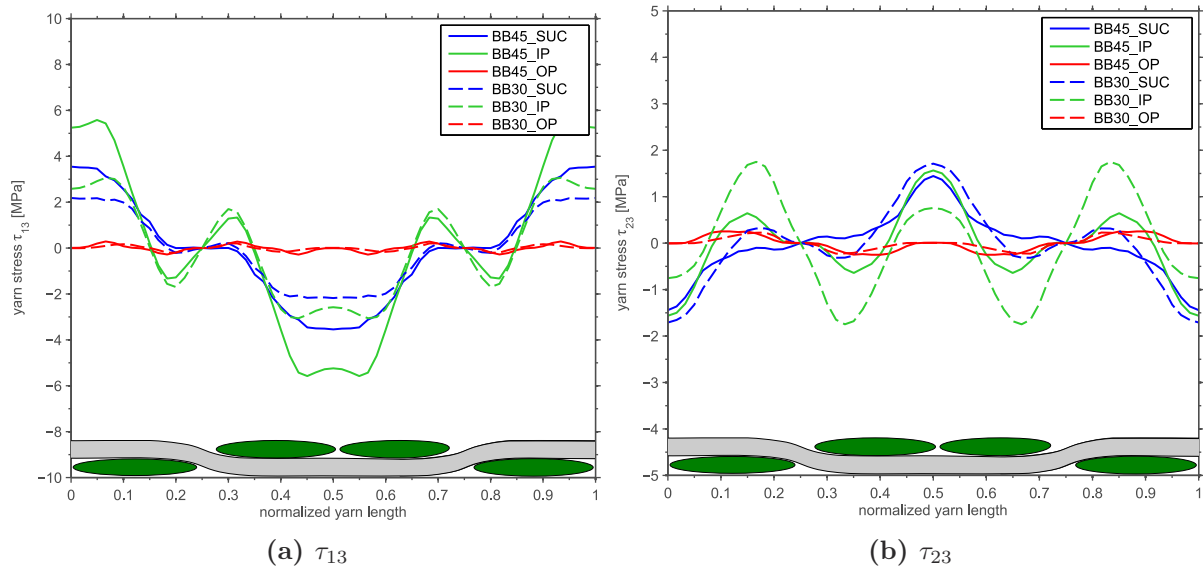 10
8
6
4
2
0
−2
−4
−6
−8
−10
yarn stress τ13 [MPa]
0 0.1 0.2 0.3 0.4 0.5 0.6 0.7 0.8 0.9 1
normalized yarn length
BB45_SUC
BB45_IP
BB45_OP
BB30_SUC
BB30_IP
BB30_OP
(a) τ13
5
4
3
2
1
0
−1
−2
−3
−4
−5
yarn stress τ23 [MPa]
0 0.1 0.2 0.3 0.4 0.5 0.6 0.7 0.8 0.9 1
normalized yarn length
BB45_SUC
BB45_IP
BB45_OP
BB30_SUC
BB30_IP
BB30_OP
(b) τ23